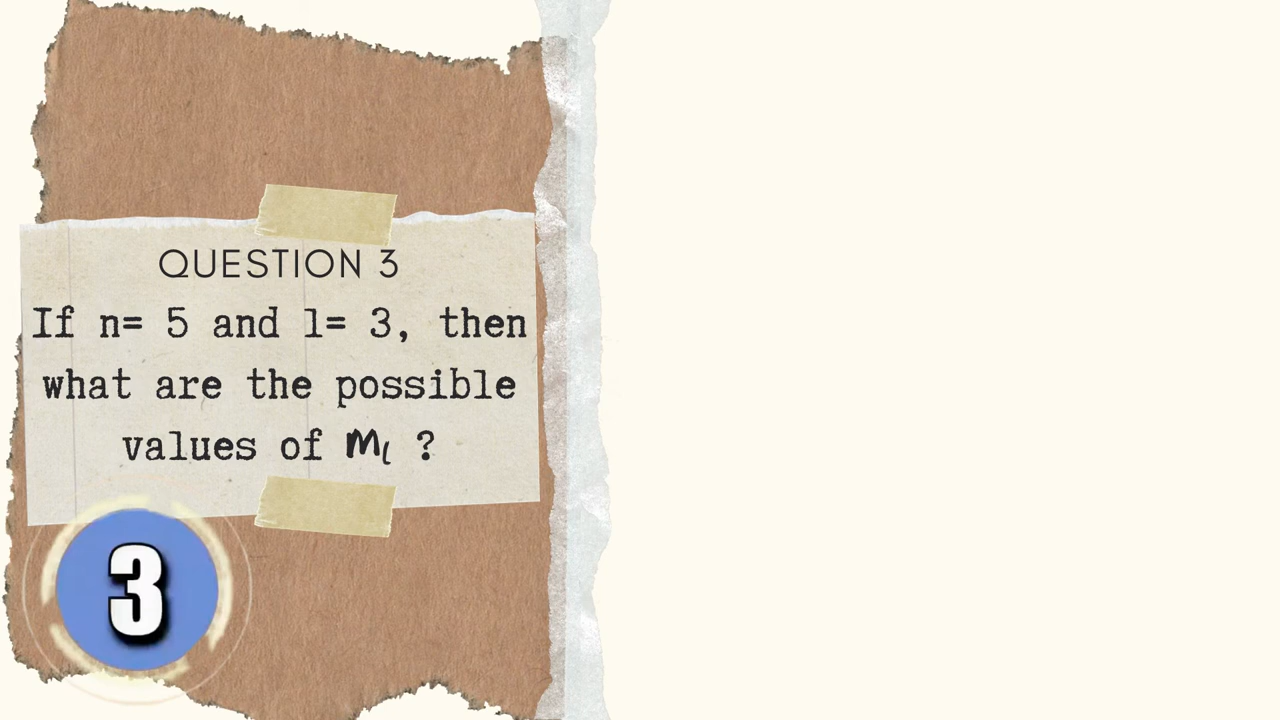 QUESTION 3
If n= 5 and l= 3, then
what are the possible
values of mₗ ?
3